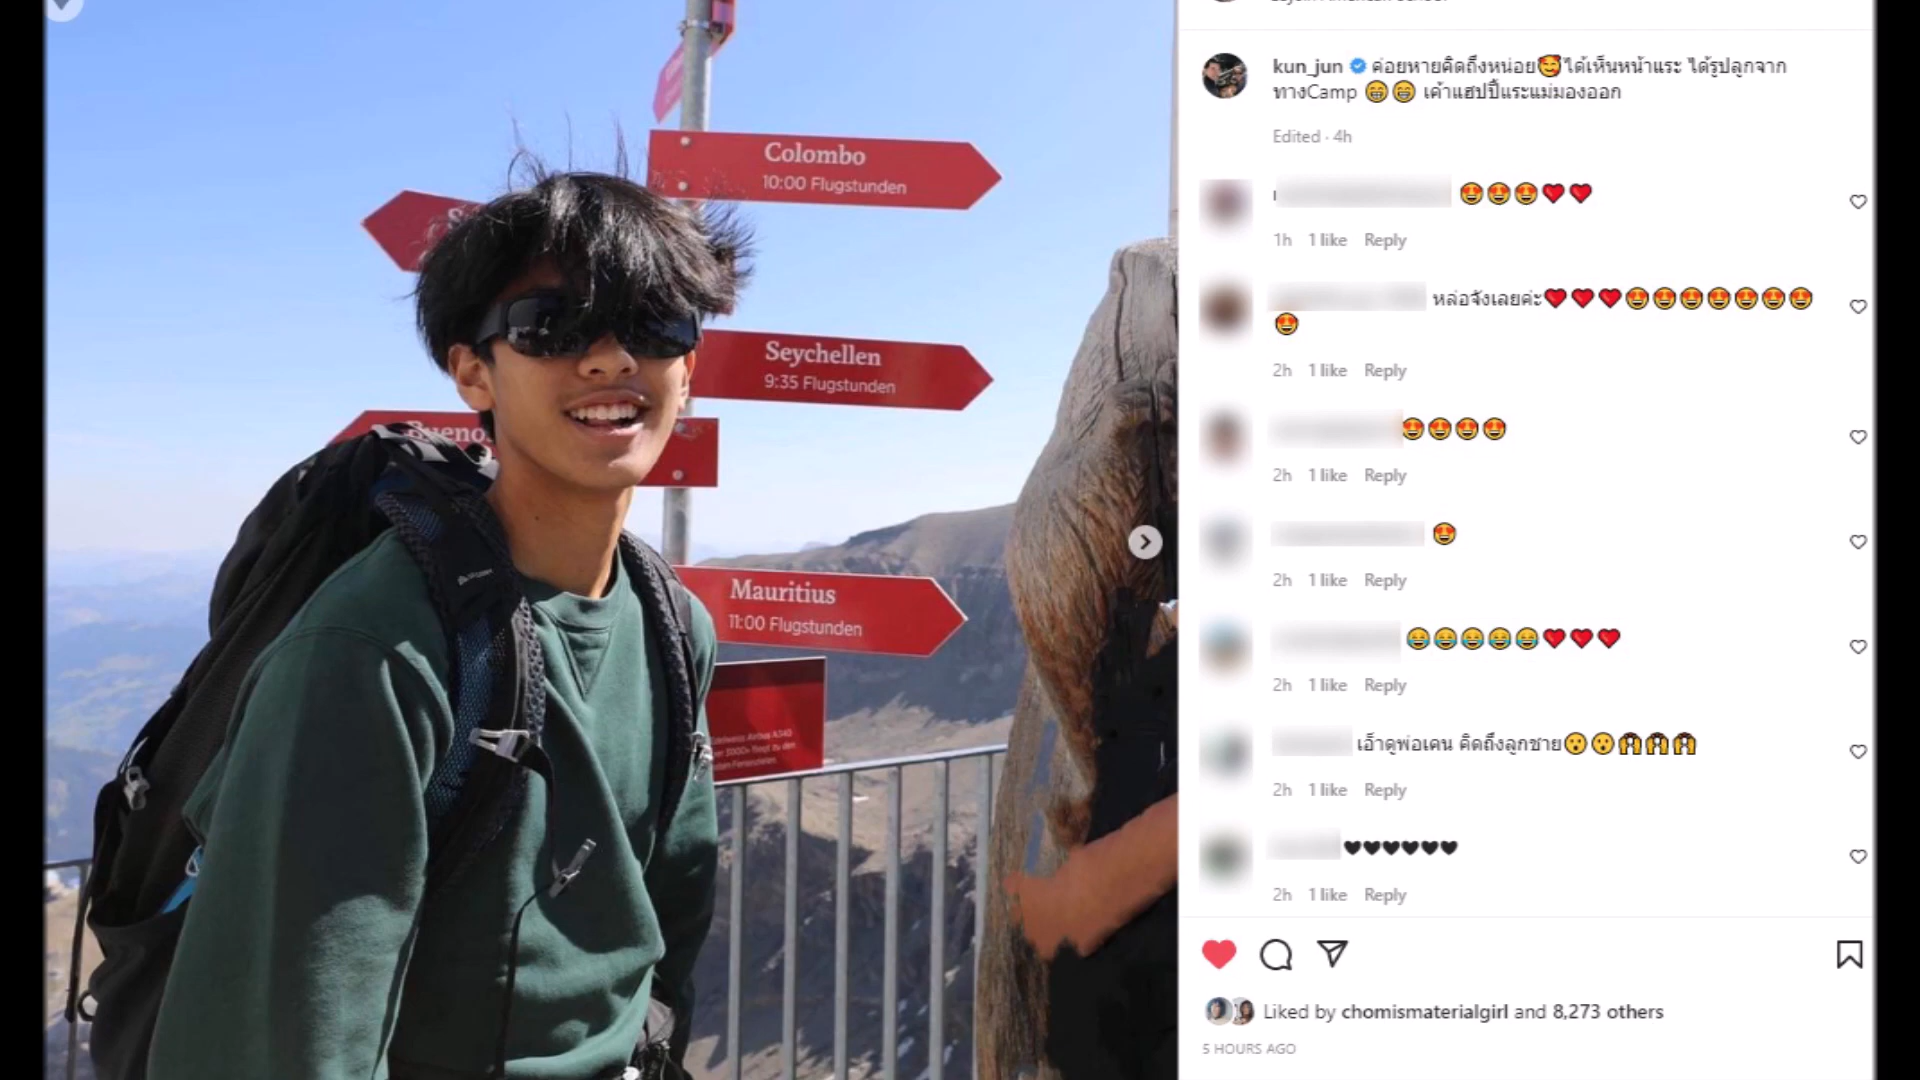 Colombo
10:00 Flugstunden
Seychellen
9:35 Flugstunden
Bueno
Mauritius
11:00 Flugstunden
kun_jun ค่อยหายคิดถึงหน่อย🥰ได้เห็นหน้าแระ ได้รูปลูกจาก
ทางCamp 😁😁 เค้าแฮปปี้แระแม่มองออก
Edited · 4h
😍😍😍❤️❤️
1h 1 like Reply
หล่อจังเลยค่ะ❤️❤️❤️😍😍😍😍😍😍😍
😍
2h 1 like Reply
😍😍😍😍
2h 1 like Reply
😍
2h 1 like Reply
😂😂😂😂😂❤️❤️❤️
2h 1 like Reply
เอ๋าดูพ่อเคน คิดถึงลูกชาย😮😮🙀🙀🙀
2h 1 like Reply
🖤🖤🖤🖤🖤🖤
2h 1 like Reply
Liked by chomismaterialgirl and 8,273 others
5 HOURS AGO